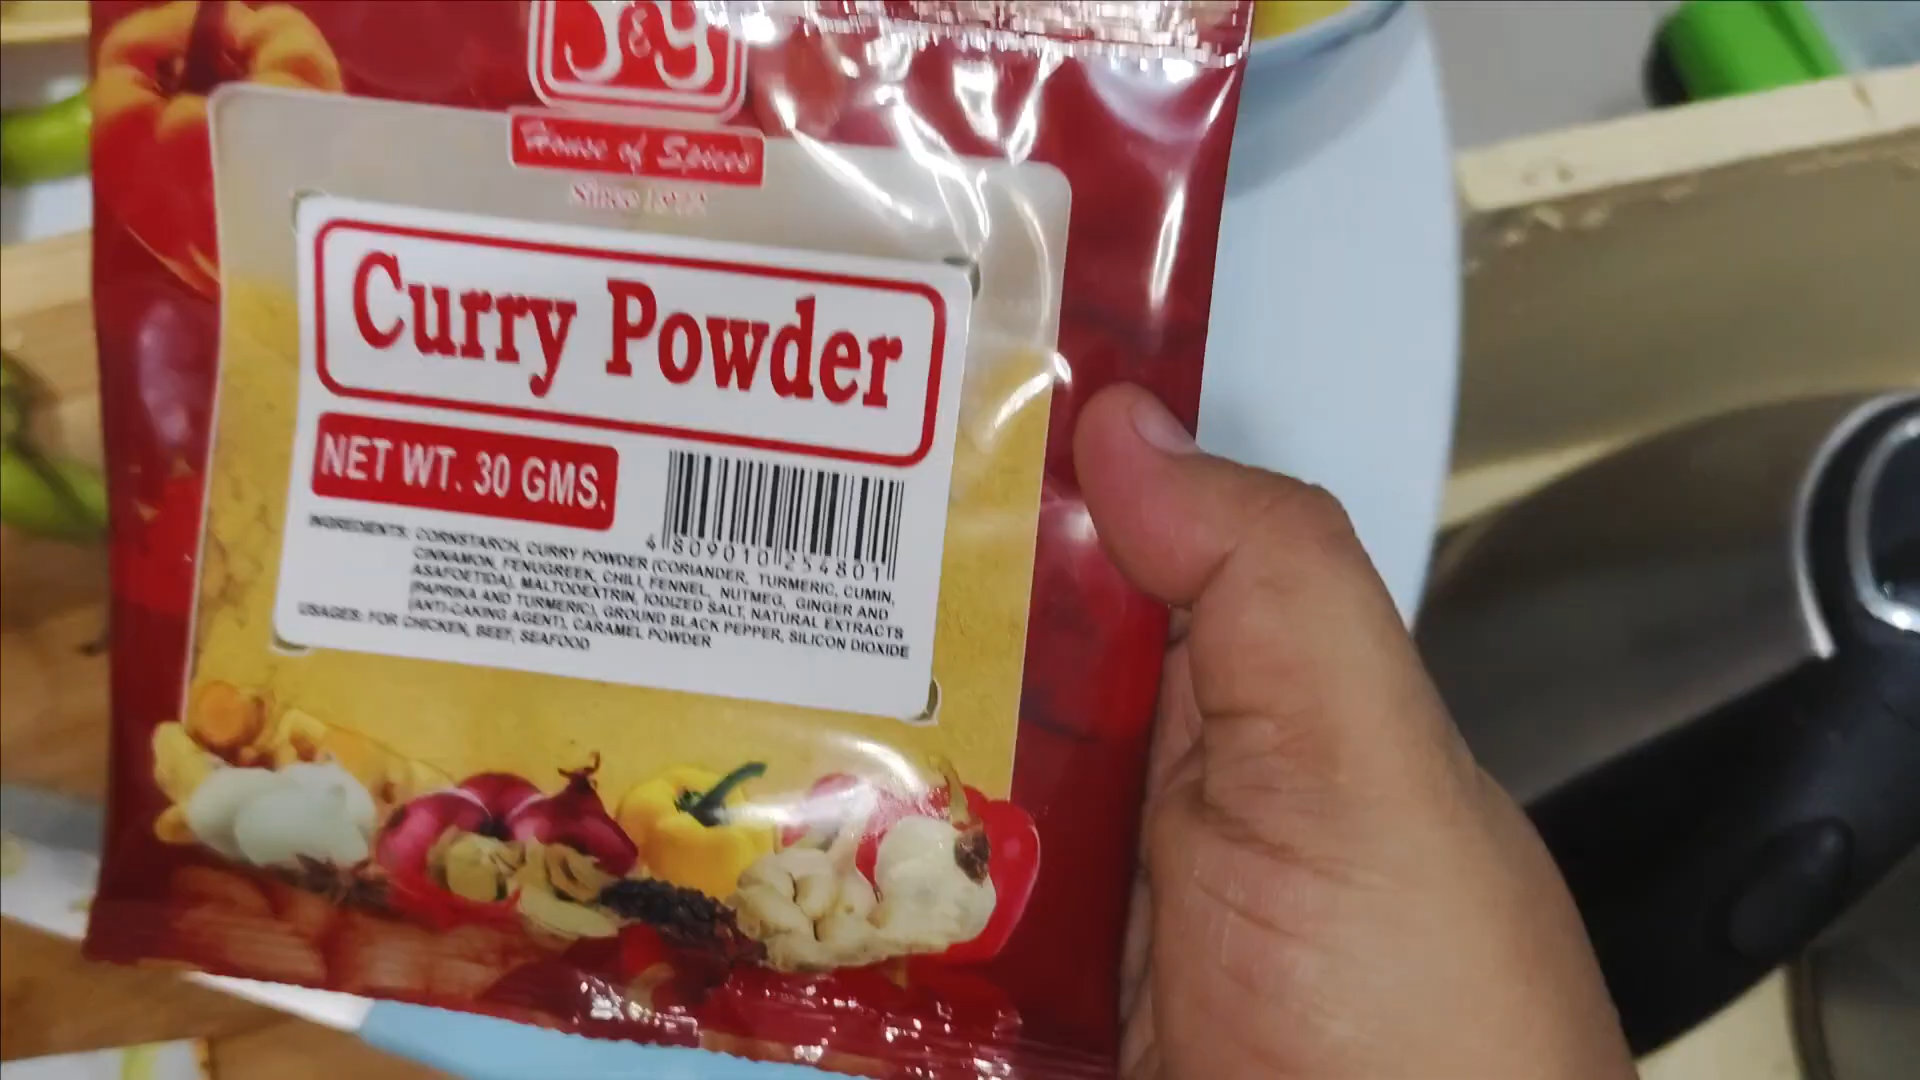 J&J
House of Spices
Since
Curry Powder
NET WT. 30 GMS.
4 809010 254801
INGREDIENTS: CORNSTARCH, CURRY POWDER (CORIANDER, TURMERIC, CUMIN,
CINNAMON, FENUGREEK, CHILI, FENNEL, NUTMEG, GINGER AND
ASAFOETIDA), MALTODEXTRIN, IODIZED SALT, NATURAL EXTRACTS
(PAPRIKA AND TURMERIC), GROUND BLACK PEPPER, SILICON DIOXIDE
(ANTI-CAKING AGENT), CARAMEL POWDER
USAGES: FOR CHICKEN, BEEF, SEAFOOD